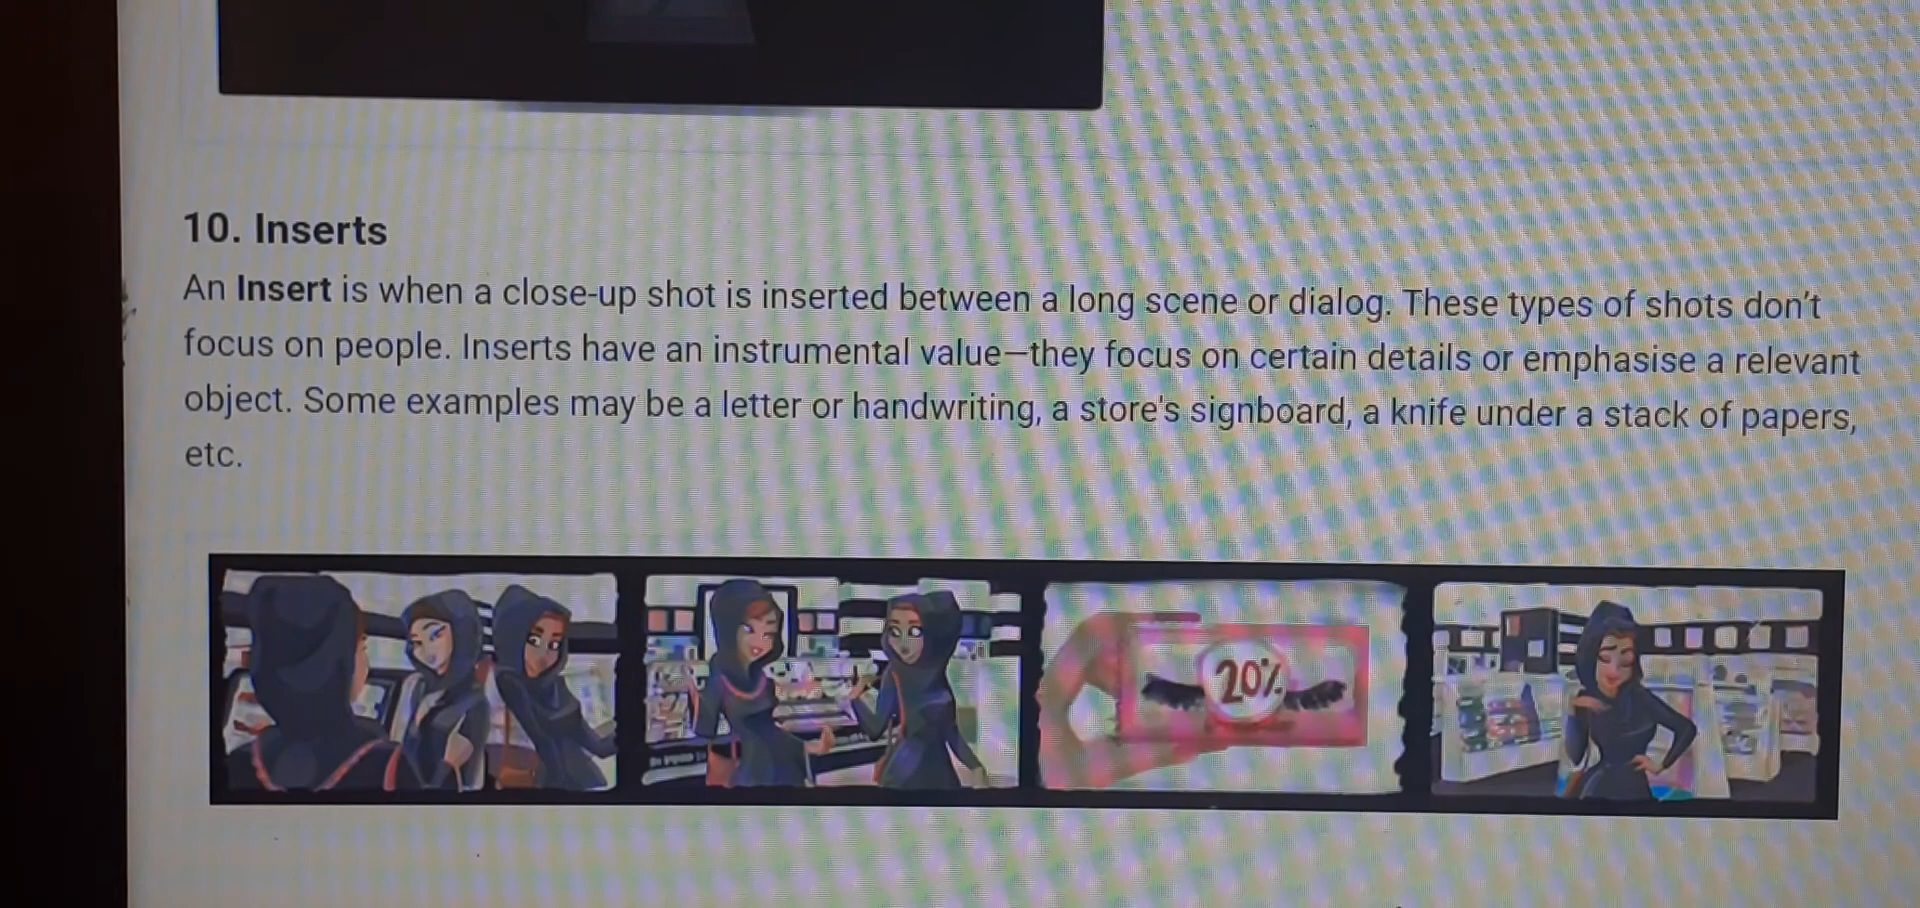 10. Inserts
An Insert is when a close-up shot is inserted between a long scene or dialog. These types of shots don't
focus on people. Inserts have an instrumental value—they focus on certain details or emphasise a relevant
object. Some examples may be a letter or handwriting, a store's signboard, a knife under a stack of papers,
etc.
20%